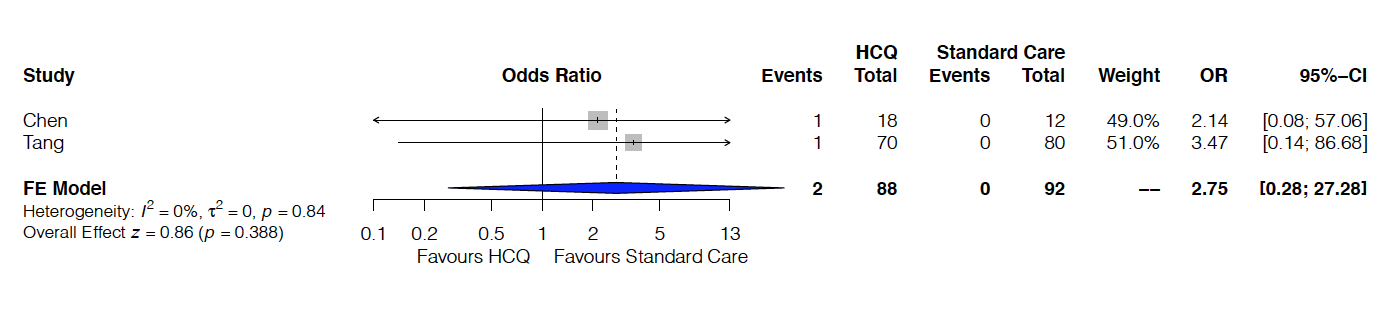 HCQ Standard Care
Study Odds Ratio Events Total Events Total Weight OR 95%–CI
Chen 1 18 0 12 49.0% 2.14 [0.08; 57.06]
Tang 1 70 0 80 51.0% 3.47 [0.14; 86.68]
FE Model 2 88 0 92 –– 2.75 [0.28; 27.28]
Heterogeneity: I² = 0%, τ² = 0, p = 0.84
Overall Effect z = 0.86 (p = 0.388)
0.1 0.2 0.5 1 2 5 13
Favours HCQ Favours Standard Care